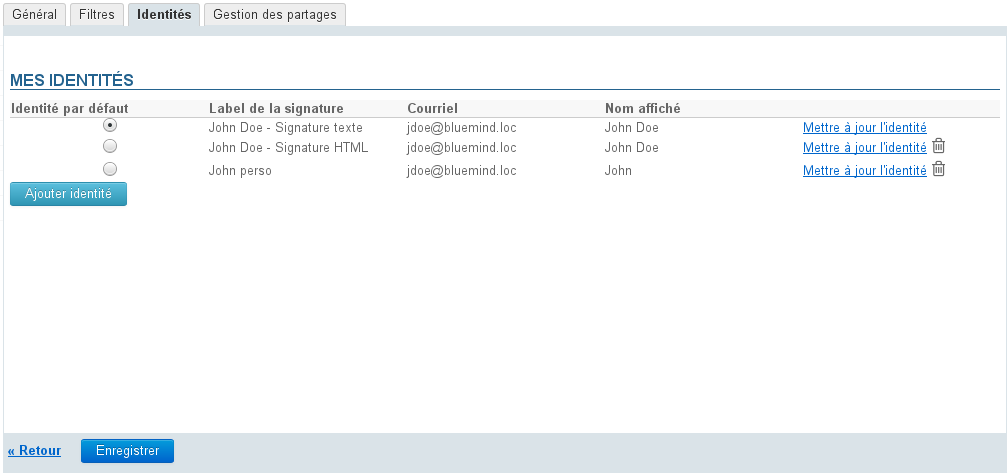 Général Filtres Identités Gestion des partages
MES IDENTITÉS
Identité par défaut Label de la signature Courriel Nom affiché
John Doe - Signature texte jdoe@bluemind.loc John Doe Mettre à jour l'identité
John Doe - Signature HTML jdoe@bluemind.loc John Doe Mettre à jour l'identité
John perso jdoe@bluemind.loc John Mettre à jour l'identité
Ajouter identité
« Retour Enregistrer